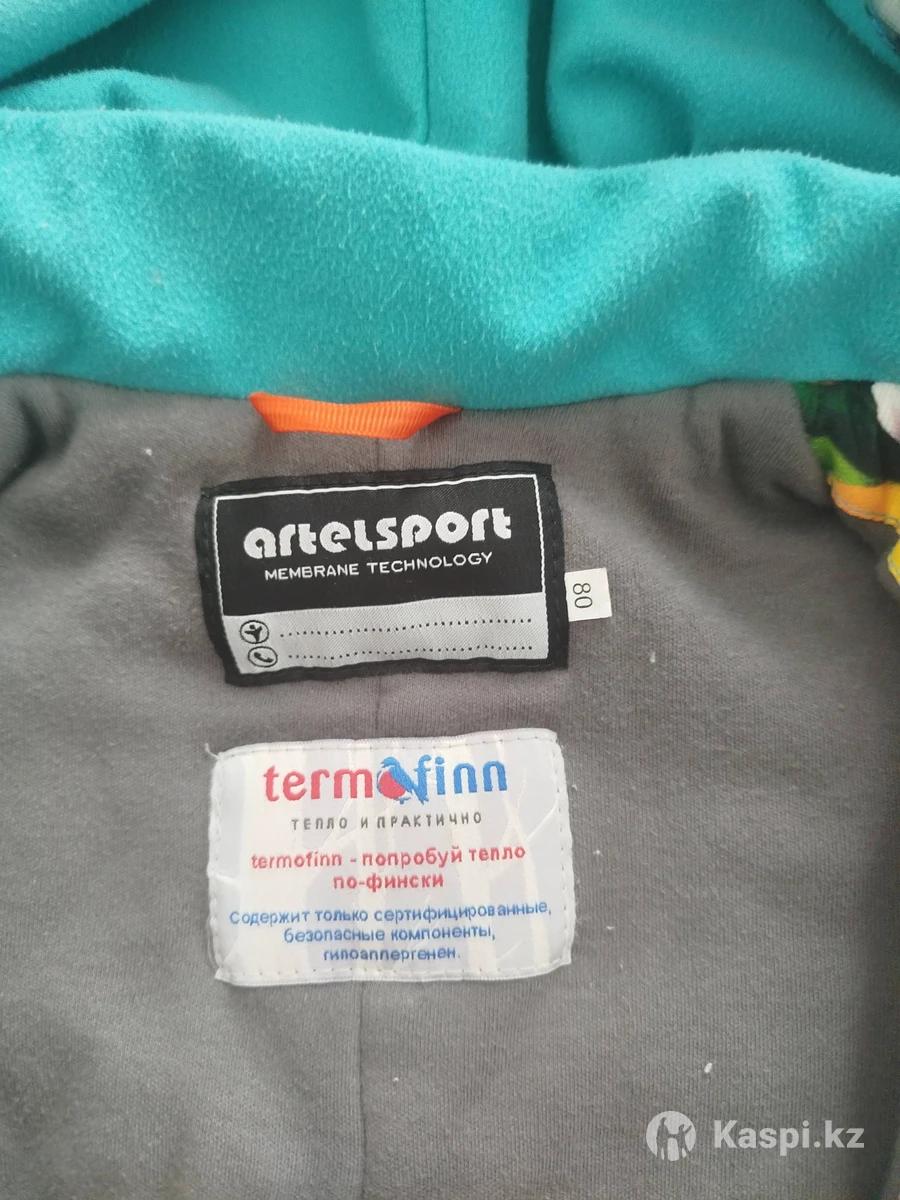 artelsport
MEMBRANE TECHNOLOGY
80
termofinn
ТЕПЛО И ПРАКТИЧНО
termofinn - попробуй тепло
по-фински
Содержит только сертифицированные,
безопасные компоненты,
гипоаллергенен.
Kaspi.kz